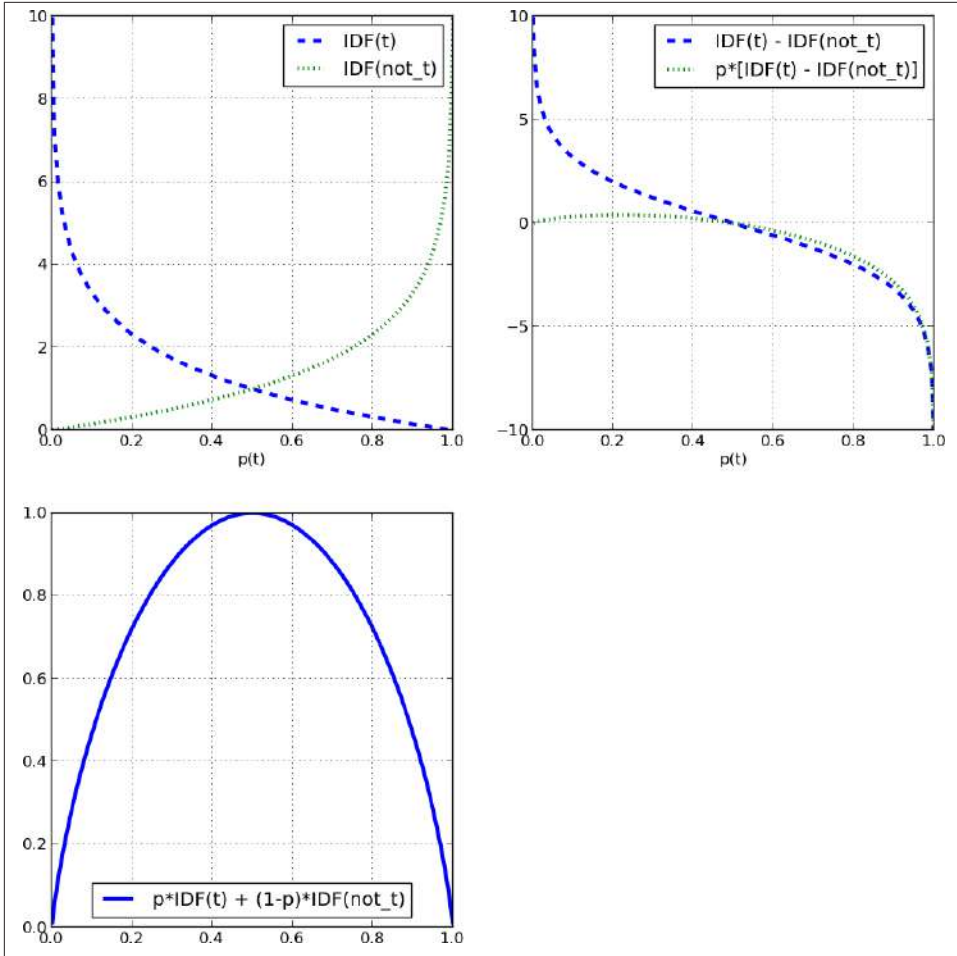 10
8
6
4
2
0
0.0 0.2 0.4 0.6 0.8 1.0
p(t)
IDF(t)
IDF(not_t)
10
5
0
−5
−10
0.0 0.2 0.4 0.6 0.8 1.0
p(t)
IDF(t) - IDF(not_t)
p*[IDF(t) - IDF(not_t)]
1.0
0.8
0.6
0.4
0.2
0.0
0.0 0.2 0.4 0.6 0.8 1.0
p*IDF(t) + (1-p)*IDF(not_t)